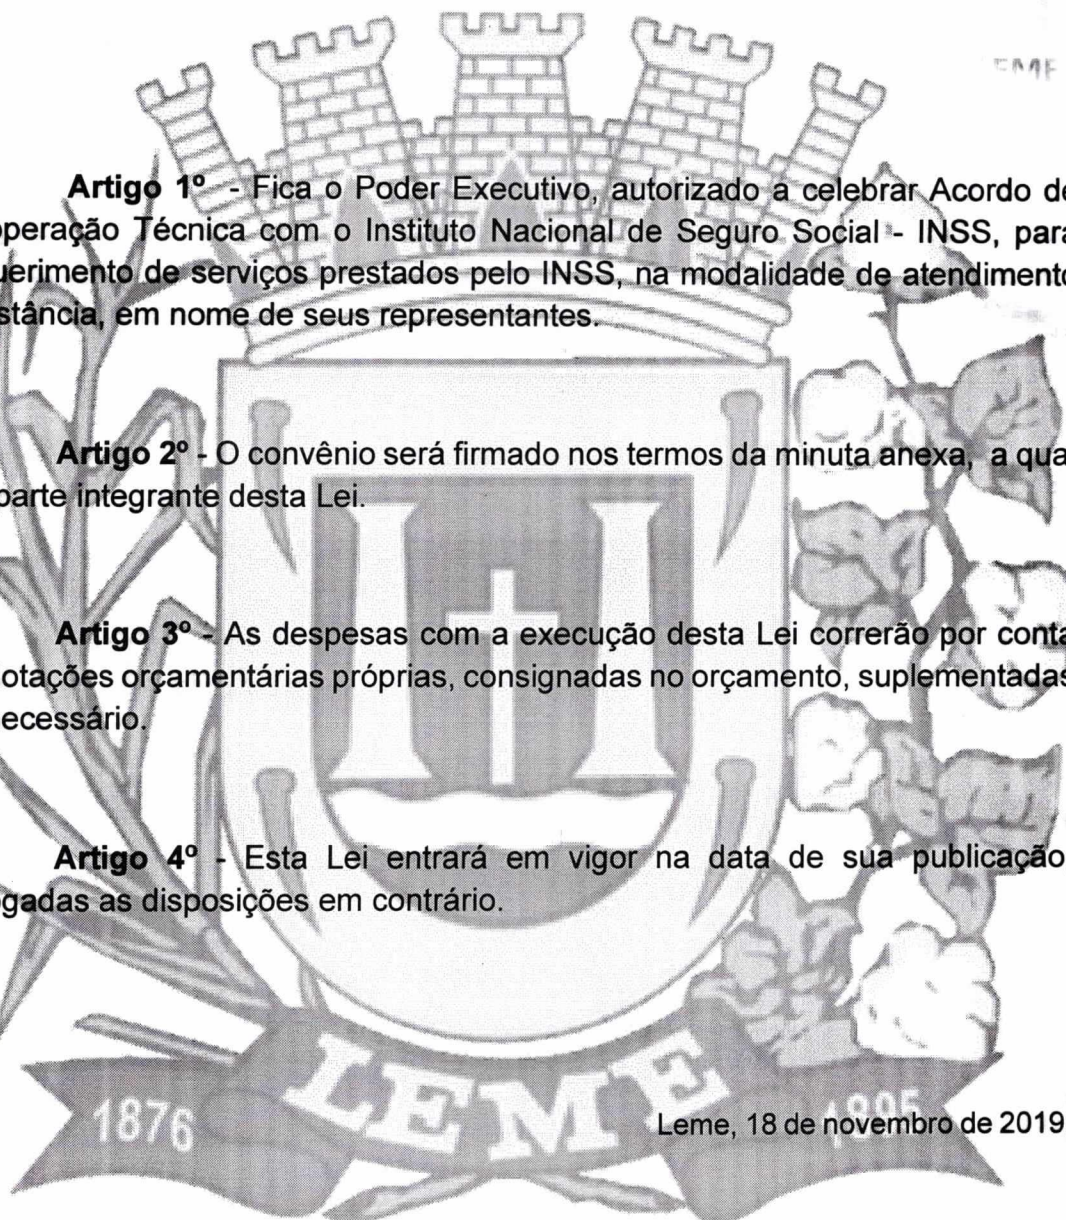 EME
Artigo 1º - Fica o Poder Executivo, autorizado a celebrar Acordo de
operação Técnica com o Instituto Nacional de Seguro Social - INSS, para
uerimento de serviços prestados pelo INSS, na modalidade de atendimento
stância, em nome de seus representantes.
Artigo 2º - O convênio será firmado nos termos da minuta anexa, a qua
parte integrante desta Lei.
Artigo 3º - As despesas com a execução desta Lei correrão por conta
otações orçamentárias próprias, consignadas no orçamento, suplementadas
ecessário.
Artigo 4º - Esta Lei entrará em vigor na data de sua publicação
gadas as disposições em contrário.
1876
LEME
1895
Leme, 18 de novembro de 2019